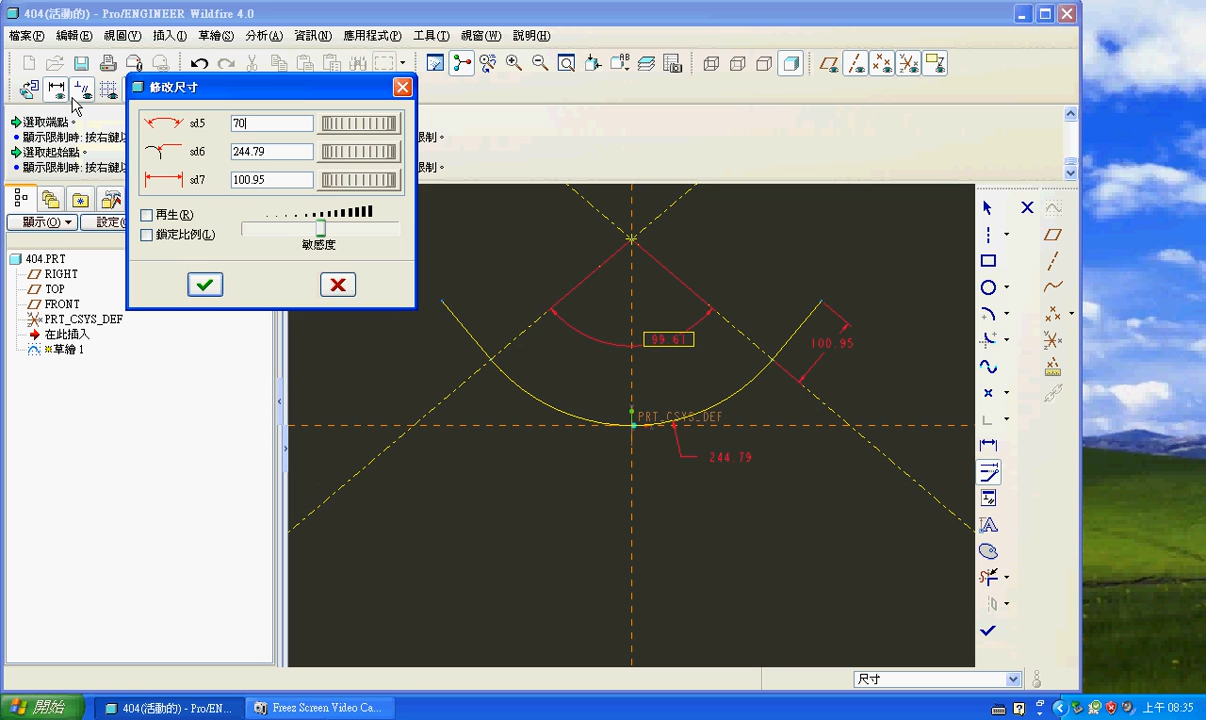 404(活動的) - Pro/ENGINEER Wildfire 4.0
檔案(F) 編輯(E) 視圖(V) 插入(I) 草繪(S) 分析(A) 資訊(N) 應用程式(P) 工具(T) 視窗(W) 說明(H)
修改尺寸
選取端點。
顯示限制時: 按右鍵以
限制。
選取起始點。
顯示限制時: 按右鍵以
限制。
sd5 70
sd6 244.79
sd7 100.95
再生(R)
鎖定比例(L)
敏感度
顯示(O) 設定(
404.PRT
RIGHT
TOP
FRONT
PRT_CSYS_DEF
在此插入
※草繪 1
99.61
100.95
PRT_CSYS_DEF
244.79
尺寸
開始 404(活動的) - Pro/EN... Freez Screen Video Ca... 上午 08:35